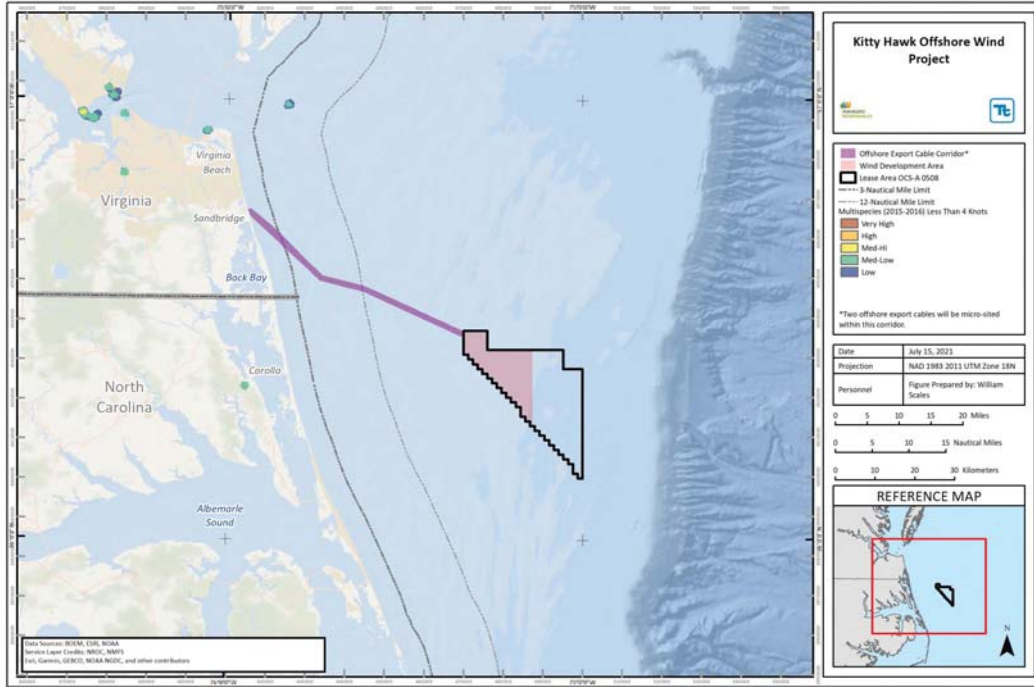 Kitty Hawk Offshore Wind
Project
Offshore Export Cable Corridor*
Wind Development Area
Lease Area OCS-A 0508
3-Nautical Mile Limit
12-Nautical Mile Limit
Multispecies (2015-2016) Less Than 4 Knots
Very High
High
Med-Hi
Med-Low
Low
*Two offshore export cables will be micro-sited
within this corridor.
Date July 15, 2021
Projection NAD 1983 2011 UTM Zone 18N
Personnel Figure Prepared by: William
Scales
0 5 10 15 20 Miles
0 5 10 15 Nautical Miles
0 10 20 30 Kilometers
REFERENCE MAP
N
Virginia
Beach
Virginia
Sandbridge
Back Bay
Corolla
North
Carolina
Albemarle
Sound
Data Sources: BOEM, ESRI, NOAA
Service Layer Credits: NROC, NMFS
Esri, Garmin, GEBCO, NOAA NGDC, and other contributors